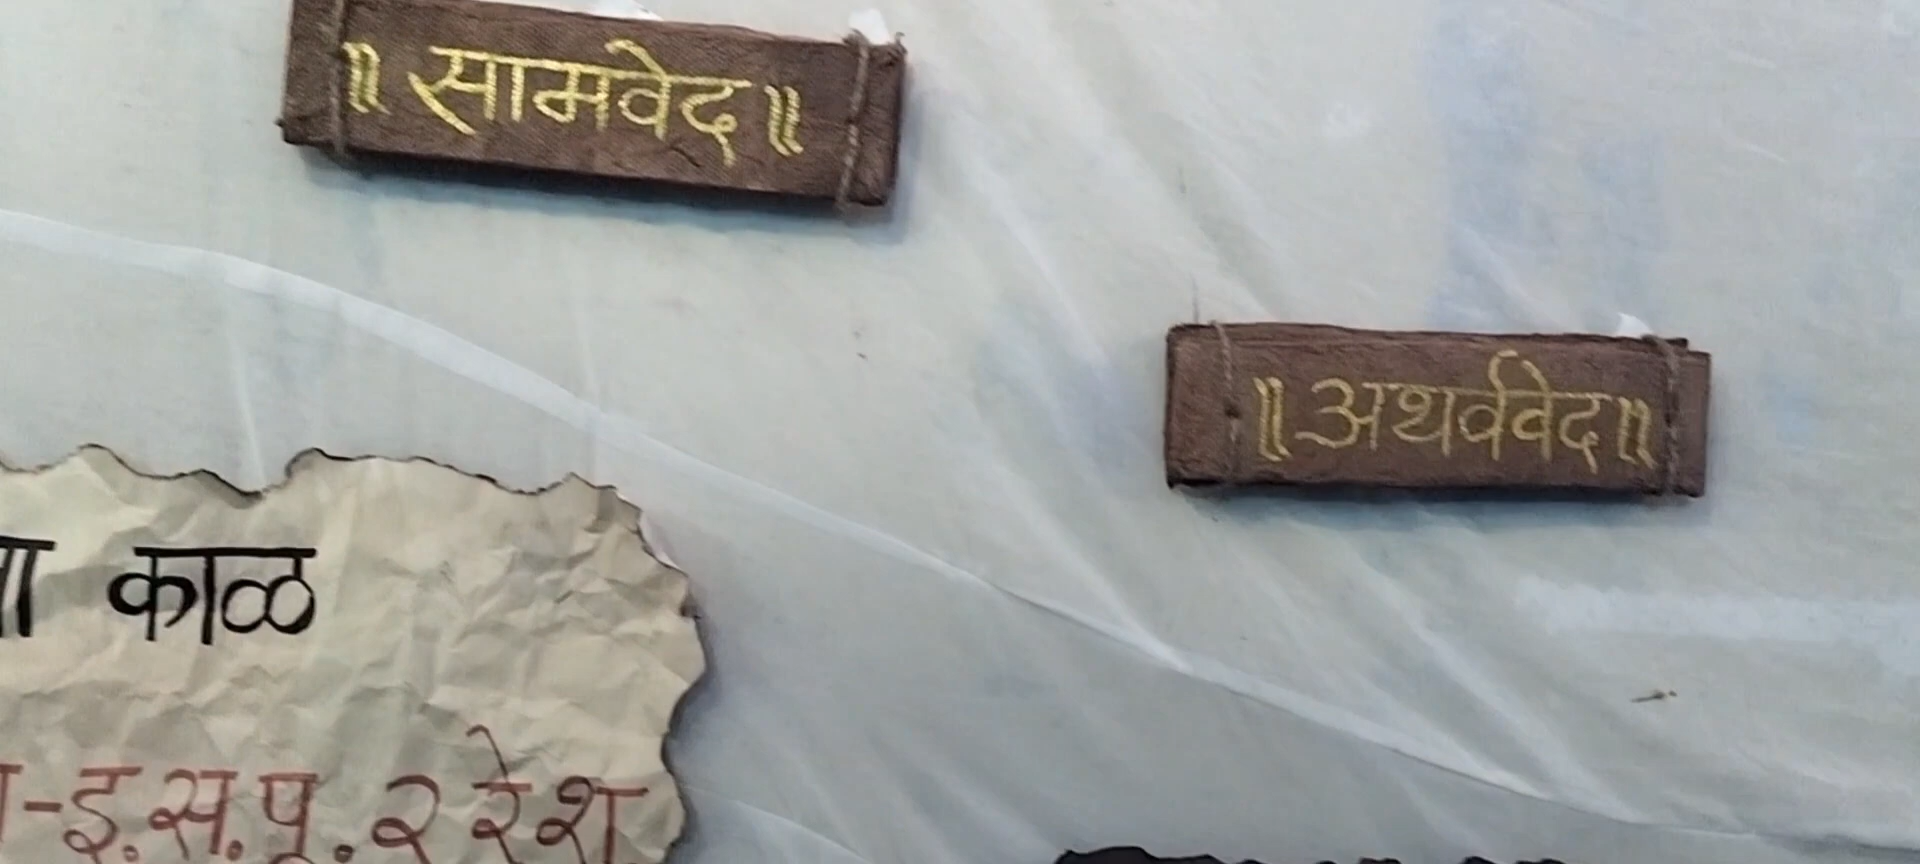 ॥ सामवेद ॥
॥ अथर्ववेद ॥
काळ
इ.स.पू. २ रे श